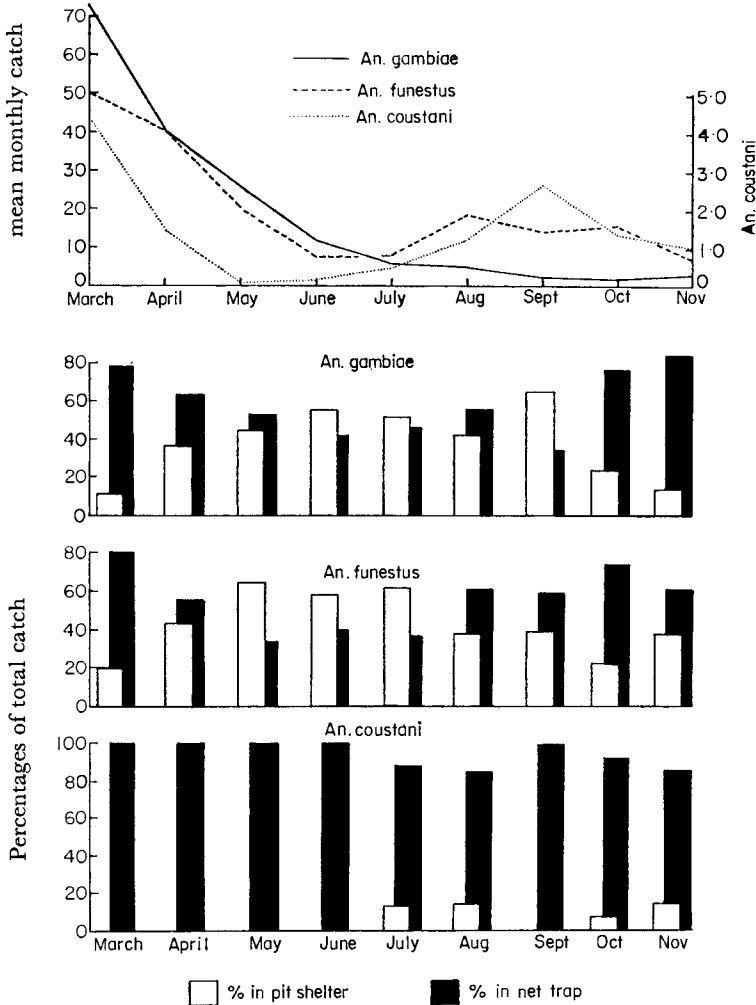 mean monthly catch
70
60
50
40
30
20
10
0
An. gambiae
An. funestus
An. coustani
5·0
4·0
3·0
2·0
1·0
0
An. coustani
March April May June July Aug Sept Oct Nov
Percentages of total catch
An. gambiae
80
60
40
20
0
An. funestus
80
60
40
20
0
An. coustani
100
80
60
40
20
0
March April May June July Aug Sept Oct Nov
% in pit shelter % in net trap